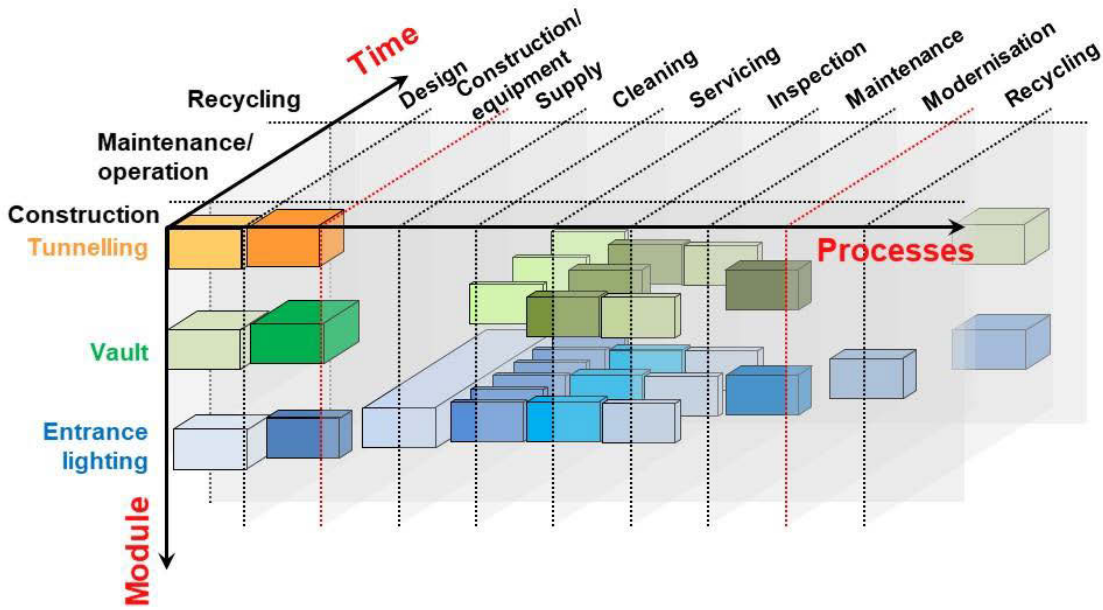 Time
Design
Construction/
equipment
Supply
Cleaning
Servicing
Inspection
Maintenance
Modernisation
Recycling
Recycling
Maintenance/
operation
Construction
Tunnelling
Processes
Vault
Entrance
lighting
Module